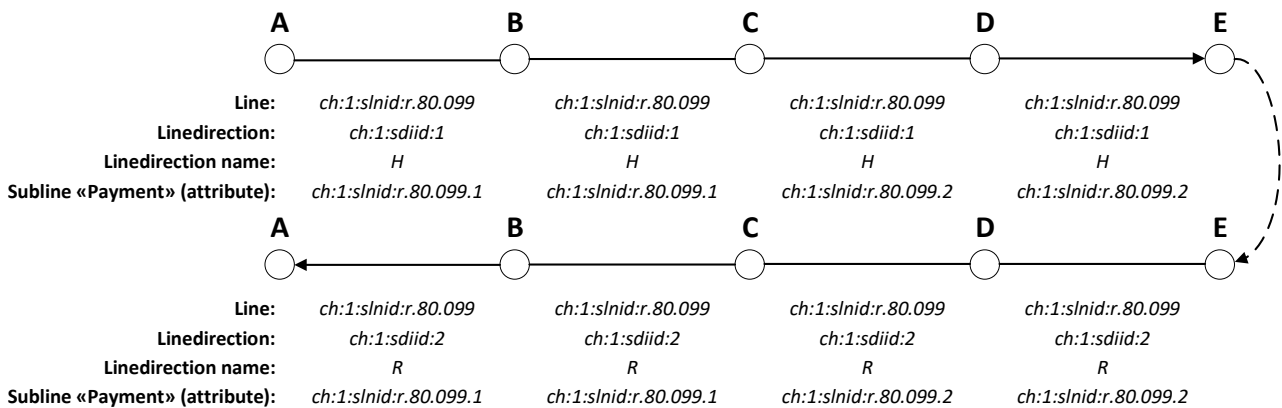 A B C D E
Line: ch:1:slnid:r.80.099 ch:1:slnid:r.80.099 ch:1:slnid:r.80.099 ch:1:slnid:r.80.099
Linedirection: ch:1:sdiid:1 ch:1:sdiid:1 ch:1:sdiid:1 ch:1:sdiid:1
Linedirection name: H H H H
Subline «Payment» (attribute): ch:1:slnid:r.80.099.1 ch:1:slnid:r.80.099.1 ch:1:slnid:r.80.099.2 ch:1:slnid:r.80.099.2
A B C D E
Line: ch:1:slnid:r.80.099 ch:1:slnid:r.80.099 ch:1:slnid:r.80.099 ch:1:slnid:r.80.099
Linedirection: ch:1:sdiid:2 ch:1:sdiid:2 ch:1:sdiid:2 ch:1:sdiid:2
Linedirection name: R R R R
Subline «Payment» (attribute): ch:1:slnid:r.80.099.1 ch:1:slnid:r.80.099.1 ch:1:slnid:r.80.099.2 ch:1:slnid:r.80.099.2